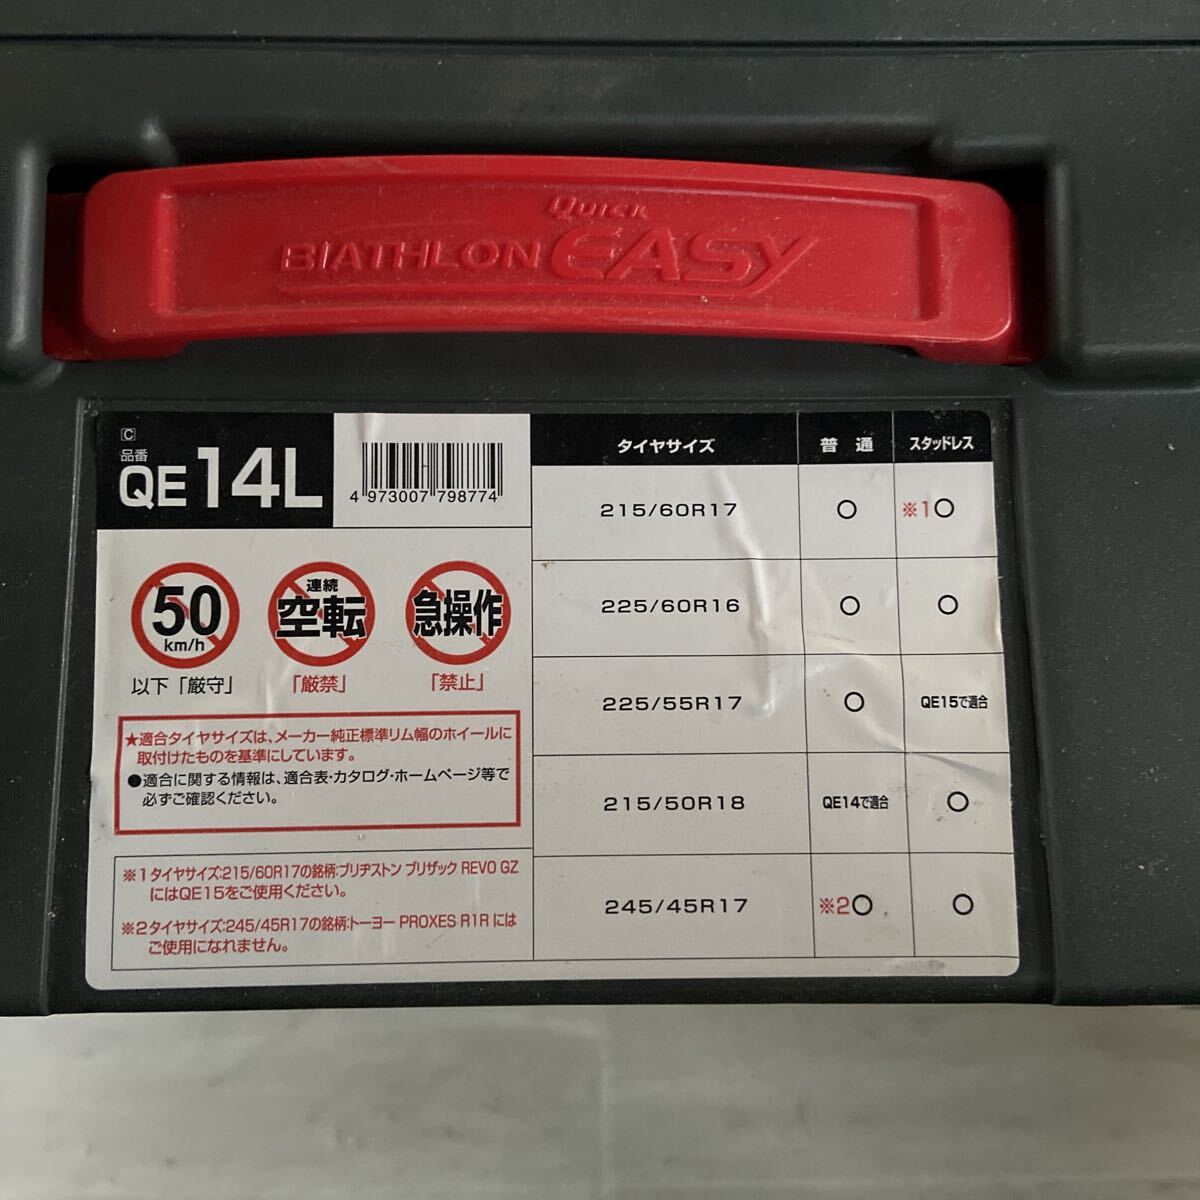 Quick
BIATHLON EASY
C
品番
QE14L
4 973007 798774
50
km/h
以下「厳守」
連続
空転
「厳禁」
急操作
「禁止」
★適合タイヤサイズは、メーカー純正標準リム幅のホイールに
取付けたものを基準にしています。
●適合に関する情報は、適合表・カタログ・ホームページ等で
必ずご確認ください。
※1タイヤサイズ:215/60R17の銘柄:ブリヂストン ブリザック REVO GZ
にはQE15をご使用ください。
※2タイヤサイズ:245/45R17の銘柄:トーヨー PROXES R1R には
ご使用になれません。
タイヤサイズ 普通 スタッドレス
215/60R17 ○ ※1○
225/60R16 ○ ○
225/55R17 ○ QE15で適合
215/50R18 QE14で適合 ○
245/45R17 ※2○ ○